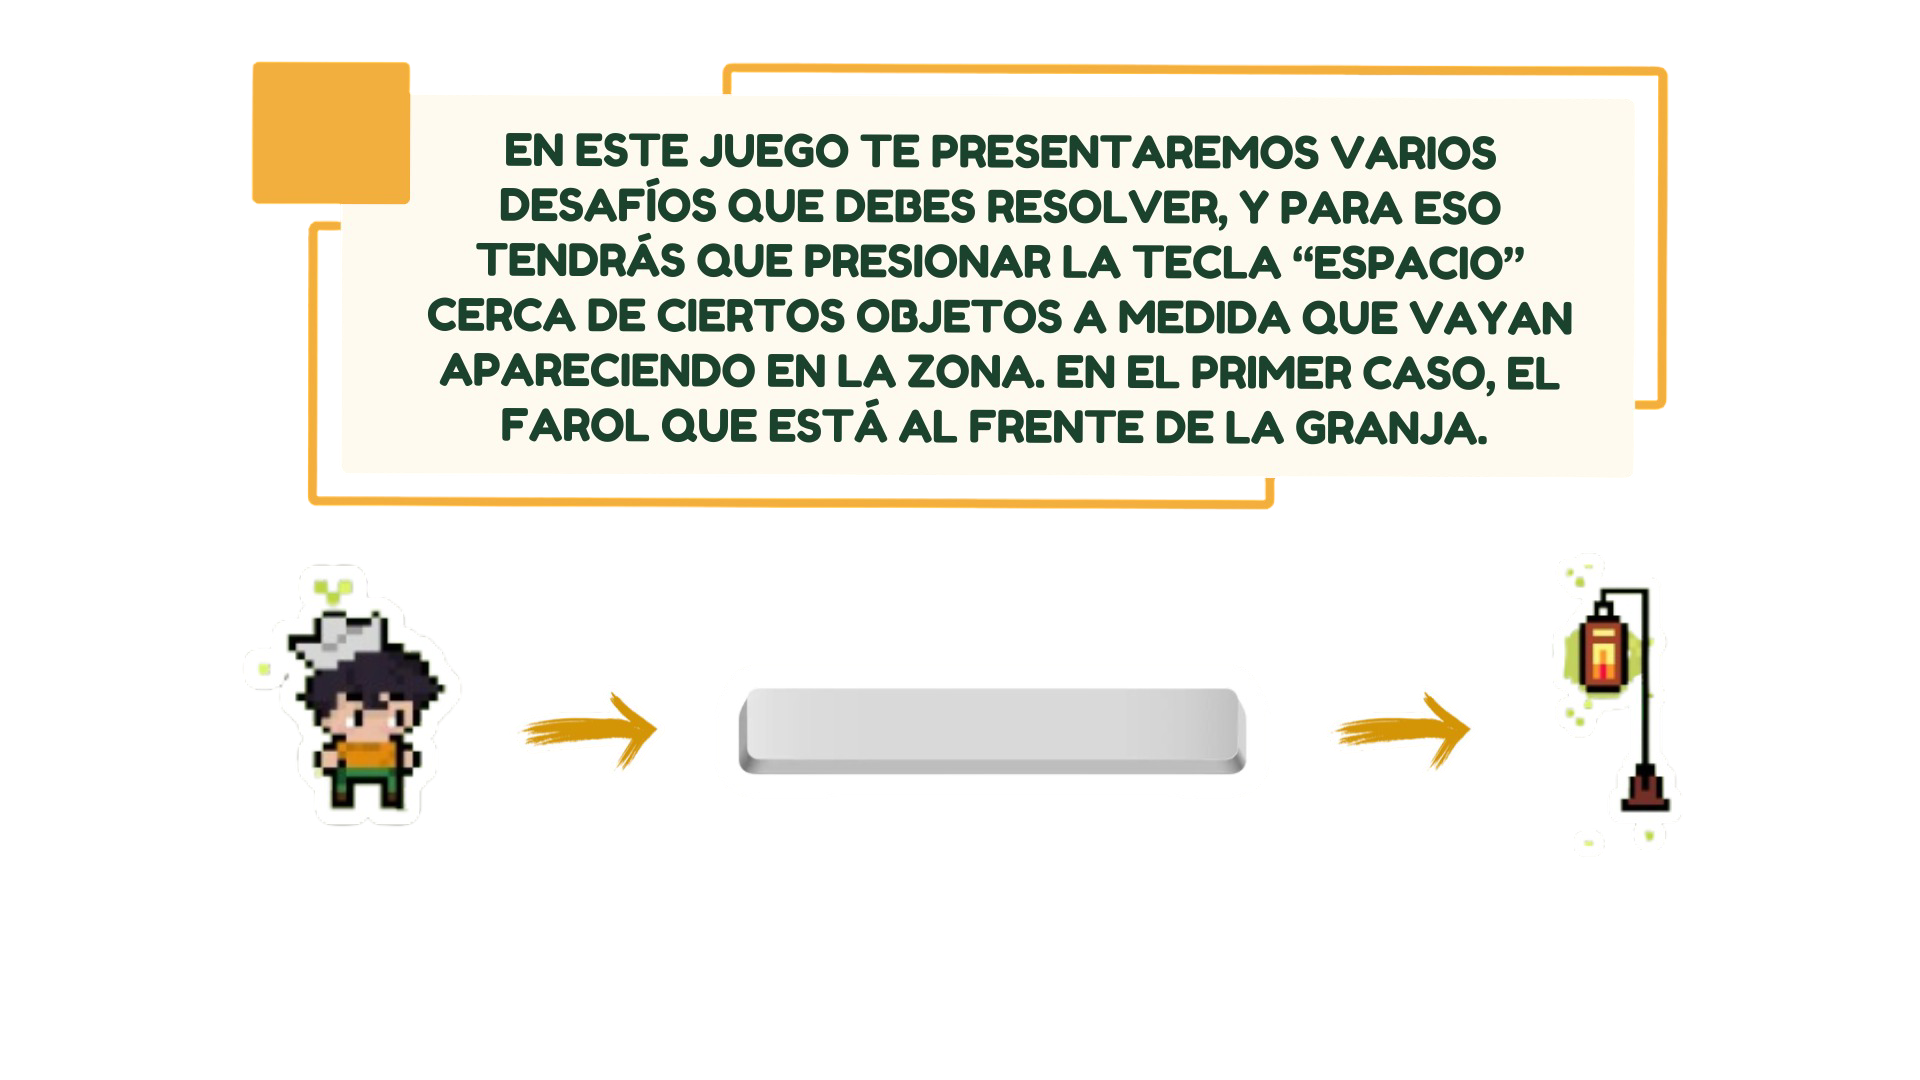 EN ESTE JUEGO TE PRESENTAREMOS VARIOS
DESAFÍOS QUE DEBES RESOLVER, Y PARA ESO
TENDRÁS QUE PRESIONAR LA TECLA “ESPACIO”
CERCA DE CIERTOS OBJETOS A MEDIDA QUE VAYAN
APARECIENDO EN LA ZONA. EN EL PRIMER CASO, EL
FAROL QUE ESTÁ AL FRENTE DE LA GRANJA.